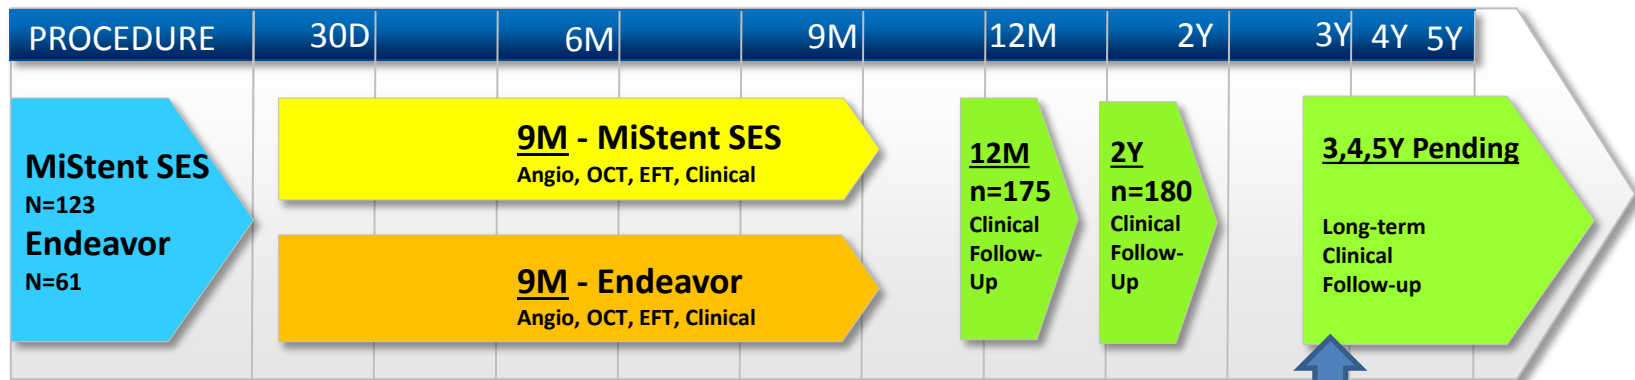 PROCEDURE 30D 6M 9M 12M 2Y 3Y 4Y 5Y
MiStent SES
N=123
Endeavor
N=61
9M - MiStent SES
Angio, OCT, EFT, Clinical
9M - Endeavor
Angio, OCT, EFT, Clinical
12M
n=175
Clinical
Follow-
Up
2Y
n=180
Clinical
Follow-
Up
3,4,5Y Pending
Long-term
Clinical
Follow-up